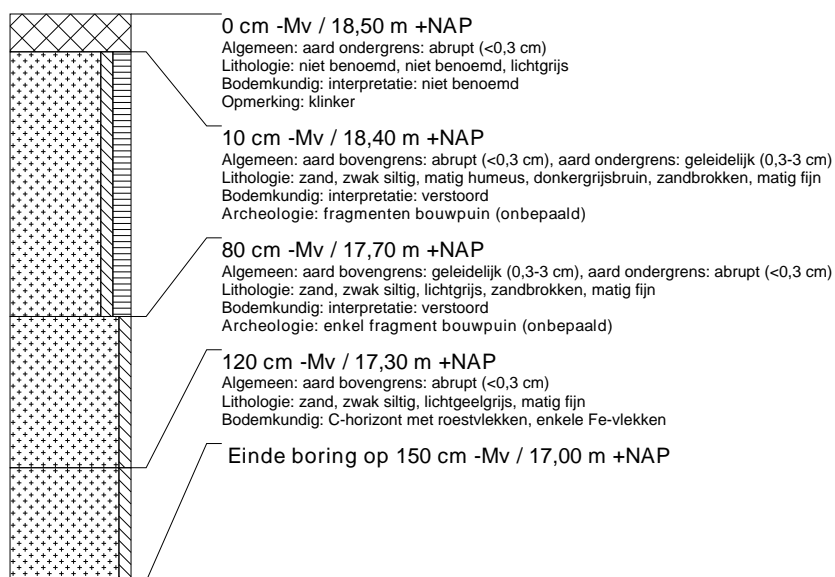 0 cm -Mv / 18,50 m +NAP
Algemeen: aard ondergrens: abrupt (<0,3 cm)
Lithologie: niet benoemd, niet benoemd, lichtgrijs
Bodemkundig: interpretatie: niet benoemd
Opmerking: klinker
10 cm -Mv / 18,40 m +NAP
Algemeen: aard bovengrens: abrupt (<0,3 cm), aard ondergrens: geleidelijk (0,3-3 cm)
Lithologie: zand, zwak siltig, matig humeus, donkergrijsbruin, zandbrokken, matig fijn
Bodemkundig: interpretatie: verstoord
Archeologie: fragmenten bouwpuin (onbepaald)
80 cm -Mv / 17,70 m +NAP
Algemeen: aard bovengrens: geleidelijk (0,3-3 cm), aard ondergrens: abrupt (<0,3 cm)
Lithologie: zand, zwak siltig, lichtgrijs, zandbrokken, matig fijn
Bodemkundig: interpretatie: verstoord
Archeologie: enkel fragment bouwpuin (onbepaald)
120 cm -Mv / 17,30 m +NAP
Algemeen: aard bovengrens: abrupt (<0,3 cm)
Lithologie: zand, zwak siltig, lichtgeelgrijs, matig fijn
Bodemkundig: C-horizont met roestvlekken, enkele Fe-vlekken
Einde boring op 150 cm -Mv / 17,00 m +NAP